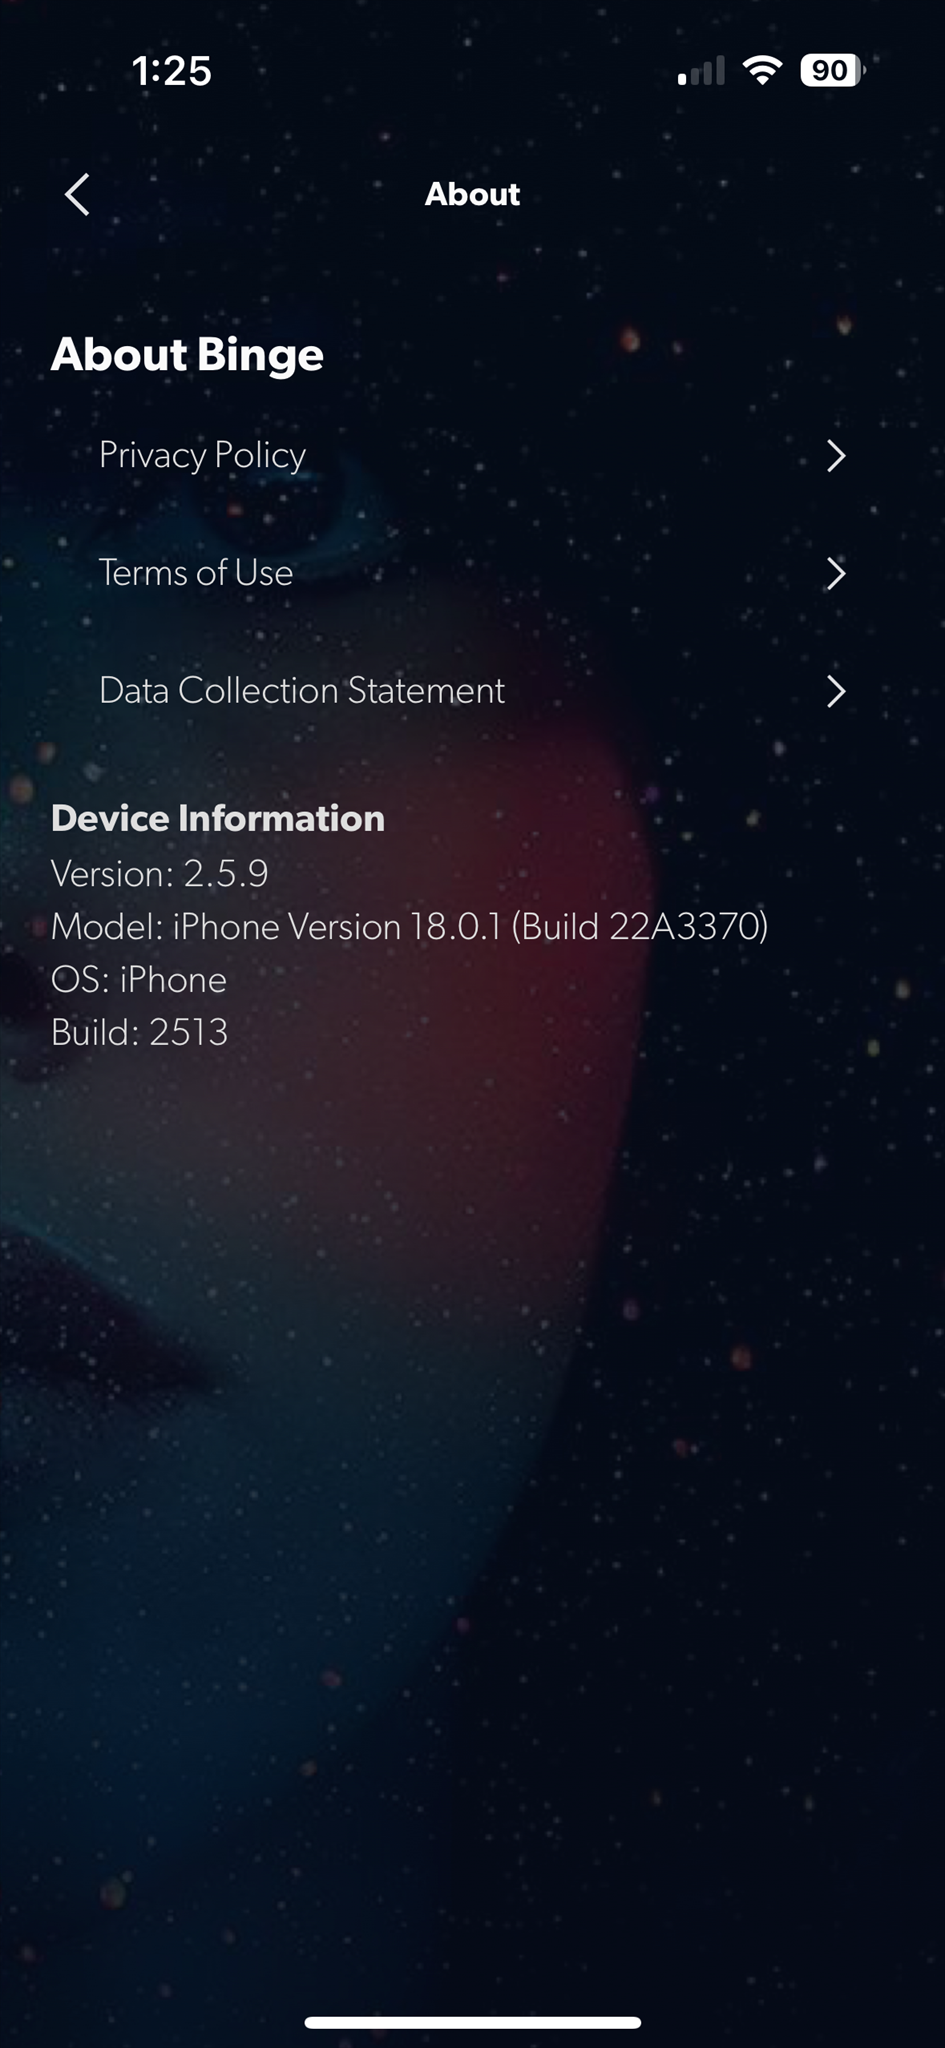 1:25
90
About
About Binge
Privacy Policy
Terms of Use
Data Collection Statement
Device Information
Version: 2.5.9
Model: iPhone Version 18.0.1 (Build 22A3370)
OS: iPhone
Build: 2513